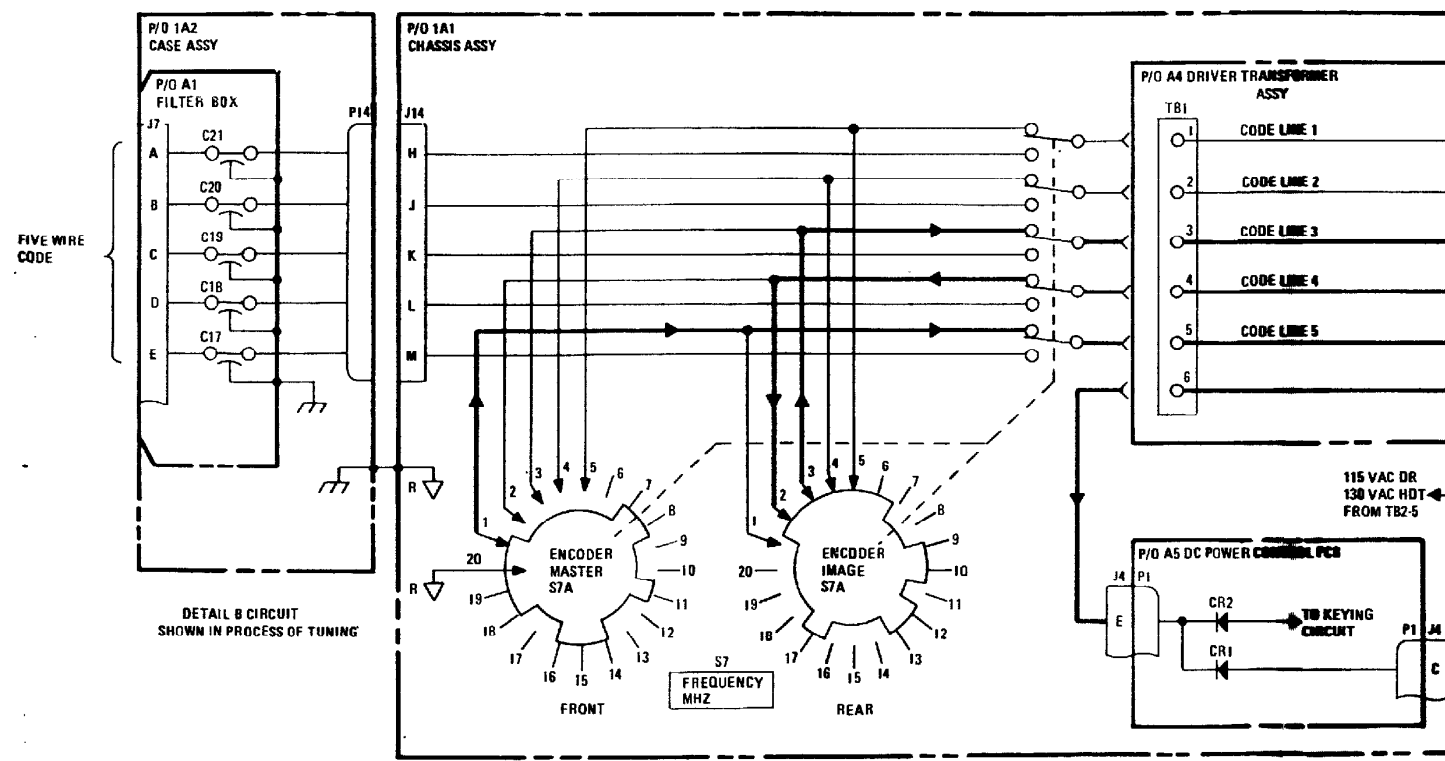 P/O 1A2
CASE ASSY
P/O A1
FILTER BOX
J7
P14
FIVE WIRE
CODE
A
C21
B
C20
C
C19
D
C18
E
C17
P/O 1A1
CHASSIS ASSY
J14
H
J
K
L
M
P/O A4 DRIVER TRANSFORMER
ASSY
TB1
1 CODE LINE 1
2 CODE LINE 2
3 CODE LINE 3
4 CODE LINE 4
5 CODE LINE 5
6
R
R
1 2 3 4 5 6 7 8 9 10 11 12 13 14 15 16 17 18 19 20
ENCODER
MASTER
S7A
FRONT
1 2 3 4 5 6 7 8 9 10 11 12 13 14 15 16 17 18 19 20
ENCODER
IMAGE
S7A
REAR
S7
FREQUENCY
MHZ
DETAIL B CIRCUIT
SHOWN IN PROCESS OF TUNING
115 VAC OR
130 VAC HDT
FROM TB2-5
P/O A5 DC POWER CONTROL PCB
J4 P1
E
CR2
TO KEYING
CIRCUIT
CR1
P1 J4
C